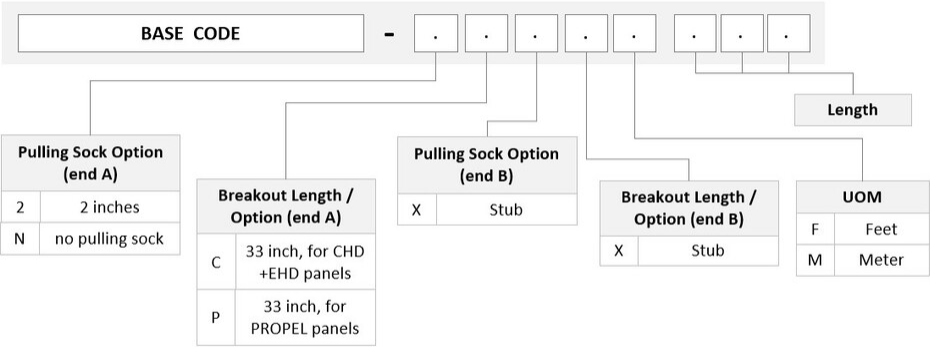 BASE CODE - . . . . . . . .
Length
Pulling Sock Option
(end A)
2 2 inches
N no pulling sock
Breakout Length /
Option (end A)
C 33 inch, for CHD
+EHD panels
P 33 inch, for
PROPEL panels
Pulling Sock Option
(end B)
X Stub
Breakout Length /
Option (end B)
X Stub
UOM
F Feet
M Meter